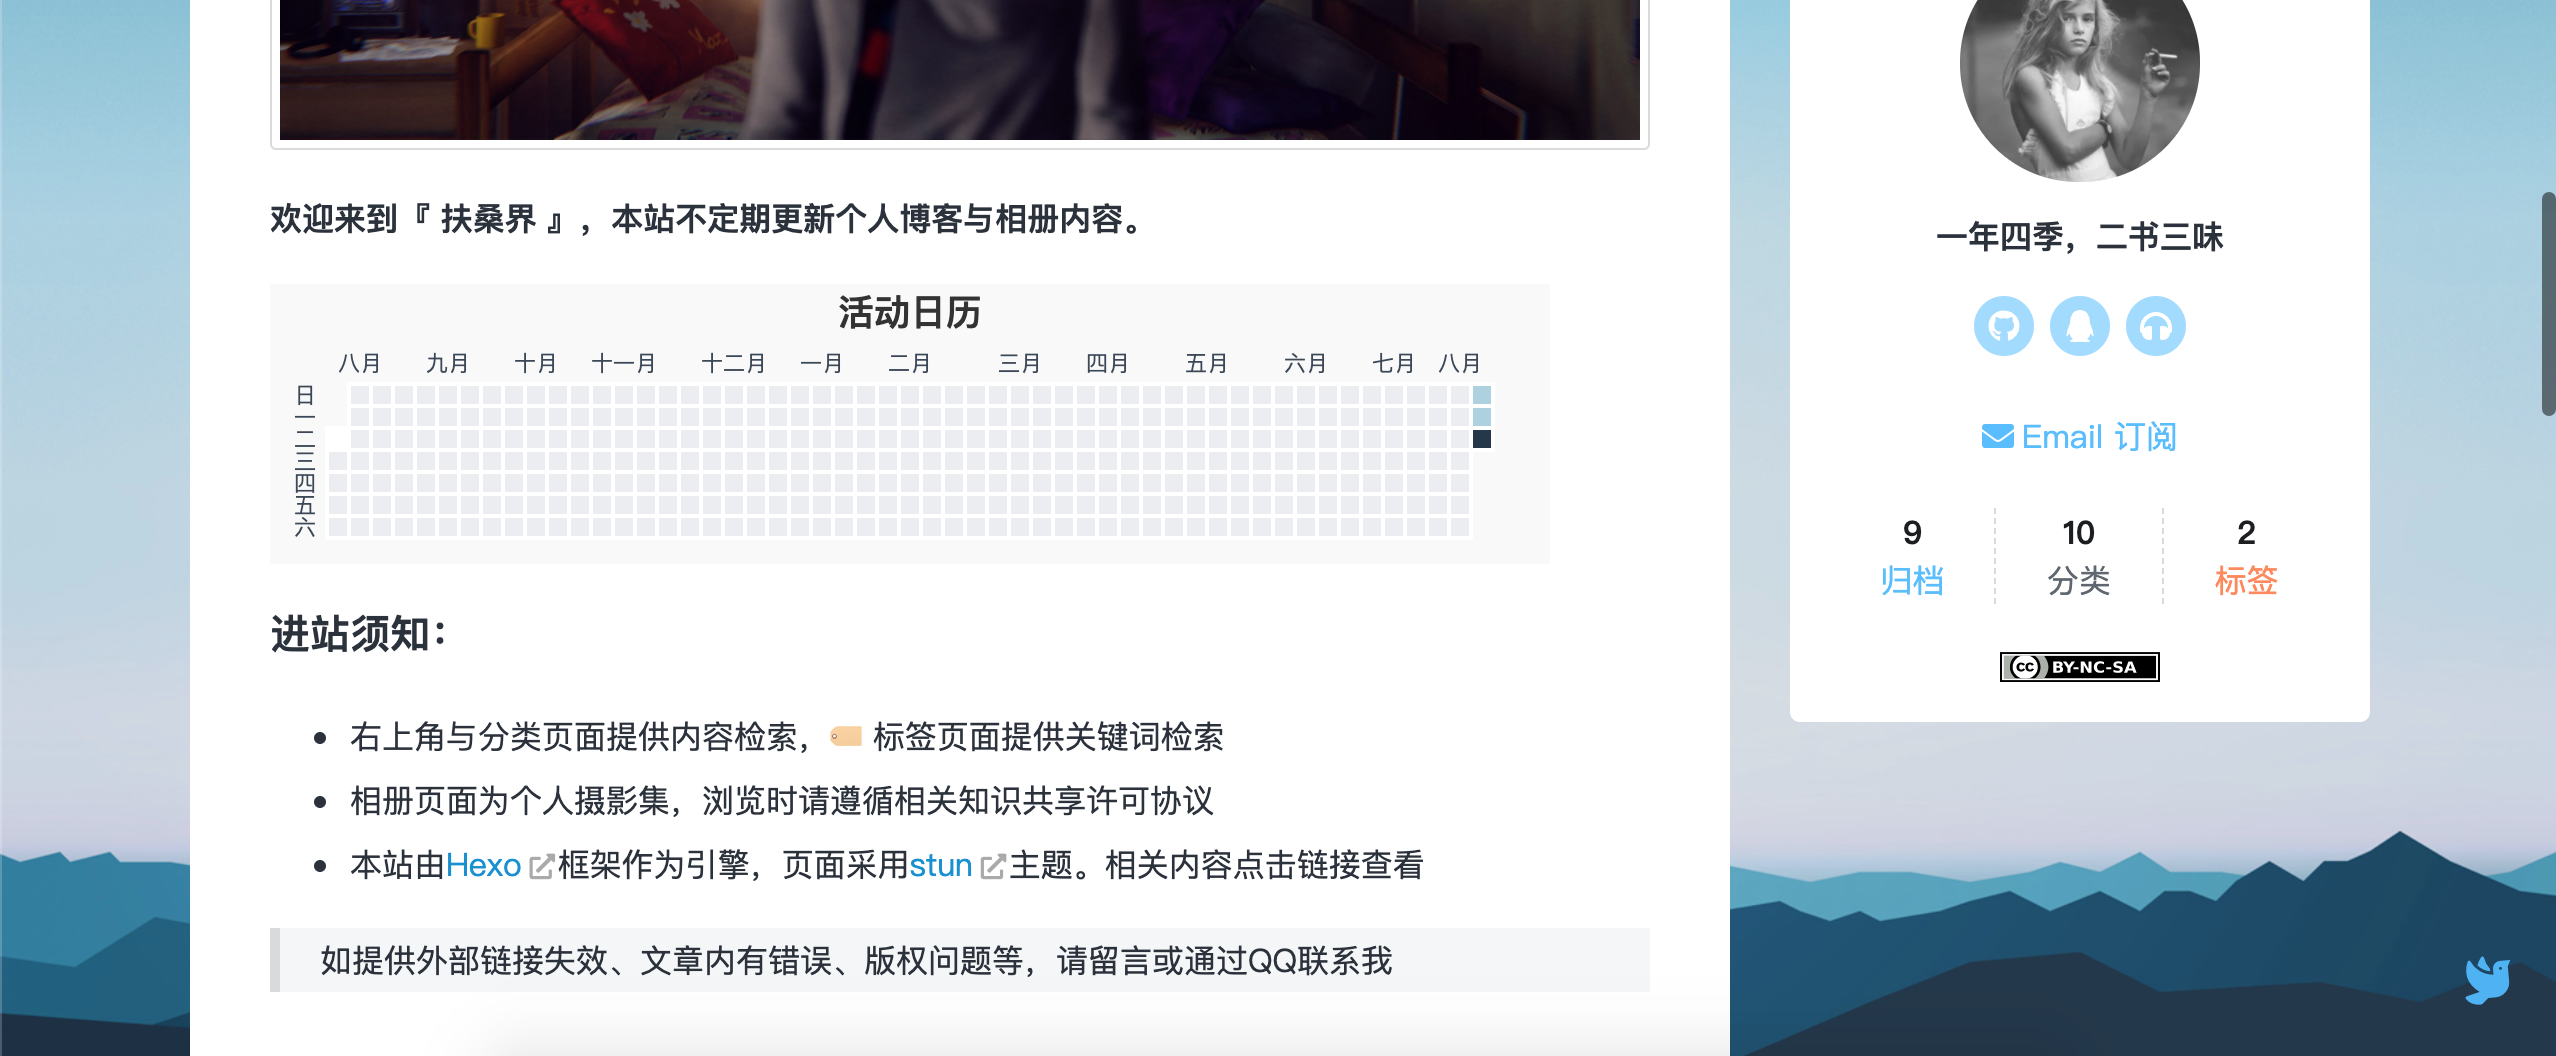 欢迎来到『 扶桑界 』，本站不定期更新个人博客与相册内容。
活动日历
八月 九月 十月 十一月 十二月 一月 二月 三月 四月 五月 六月 七月 八月
日
一
二
三
四
五
六
进站须知：
右上角与分类页面提供内容检索， 标签页面提供关键词检索
相册页面为个人摄影集，浏览时请遵循相关知识共享许可协议
本站由Hexo框架作为引擎，页面采用stun主题。相关内容点击链接查看
如提供外部链接失效、文章内有错误、版权问题等，请留言或通过QQ联系我
一年四季，二书三味
Email 订阅
9 10 2
归档 分类 标签
cc BY-NC-SA